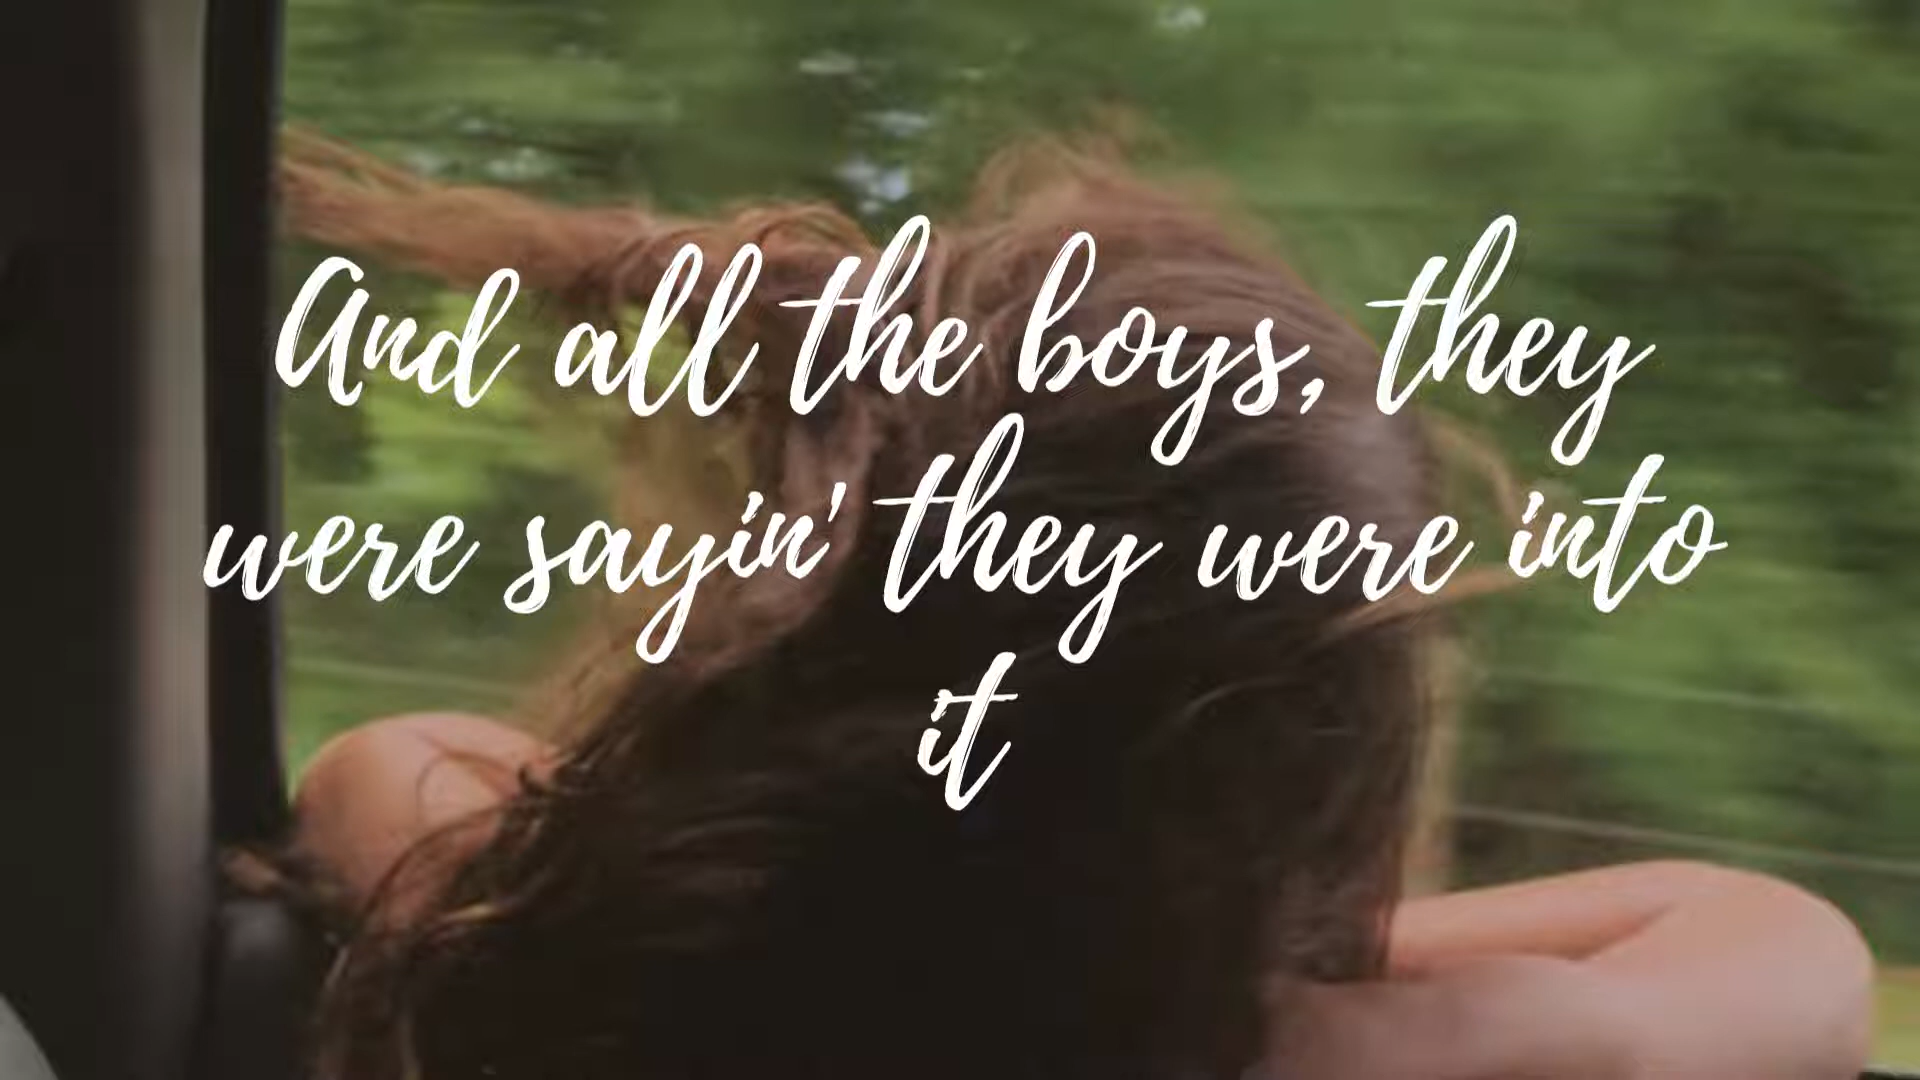 And all the boys, they
were sayin' they were into
it